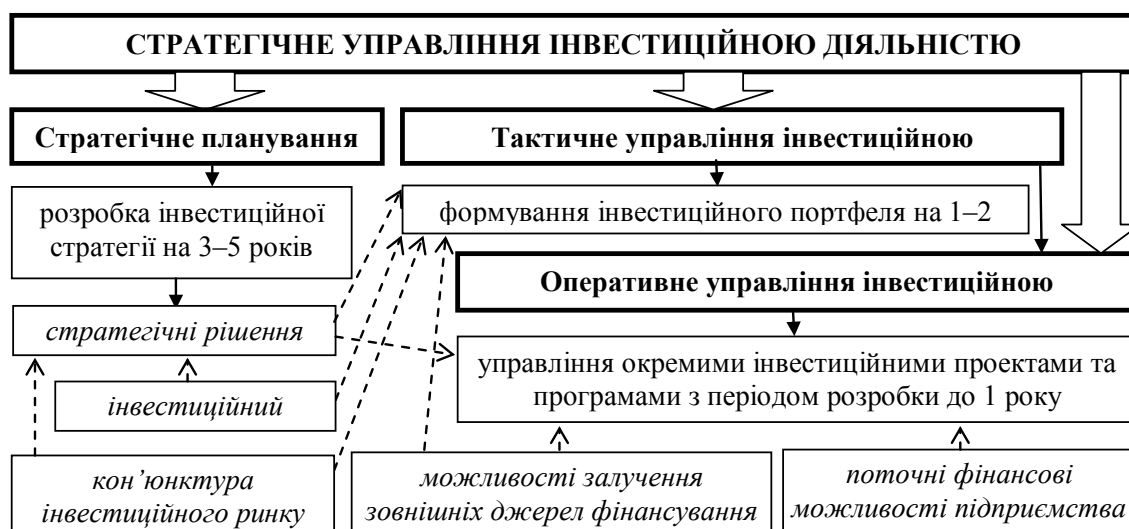 СТРАТЕГІЧНЕ УПРАВЛІННЯ ІНВЕСТИЦІЙНОЮ ДІЯЛЬНІСТЮ
Стратегічне планування
Тактичне управління інвестиційною
розробка інвестиційної
стратегії на 3–5 років
формування інвестиційного портфеля на 1–2
Оперативне управління інвестиційною
стратегічні рішення
управління окремими інвестиційними проектами та
програмами з періодом розробки до 1 року
інвестиційний
кон’юнктура
інвестиційного ринку
можливості залучення
зовнішніх джерел фінансування
поточні фінансові
можливості підприємства